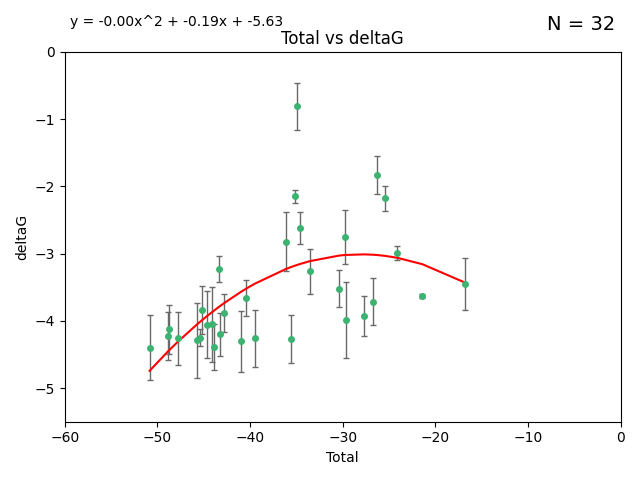 y = -0.00x^2 + -0.19x + -5.63
N = 32
Total vs deltaG
0
−1
−2
−3
−4
−5
deltaG
−60 −50 −40 −30 −20 −10 0
Total